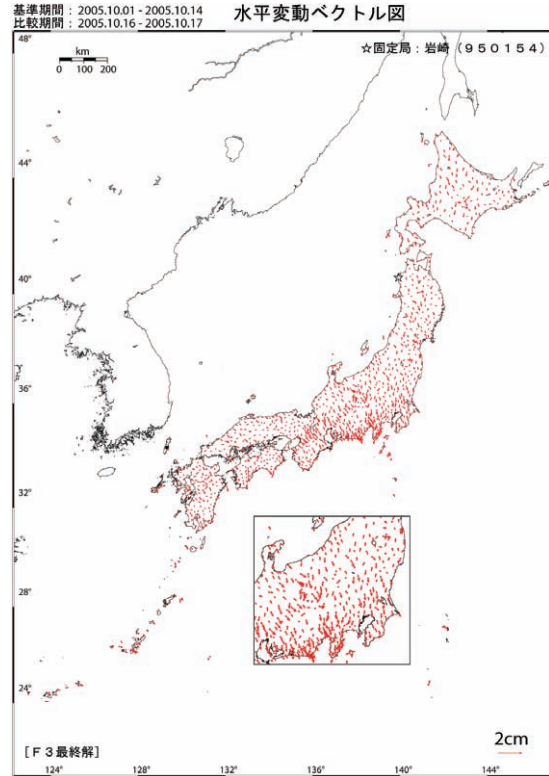 基準期間：2005.10.01 - 2005.10.14
比較期間：2005.10.16 - 2005.10.17
水平変動ベクトル図
☆固定局：岩崎（９５０１５４）
km
0 100 200
48°
44°
40°
36°
32°
28°
24°
［Ｆ３最終解］
2cm
124° 128° 132° 136° 140° 144°